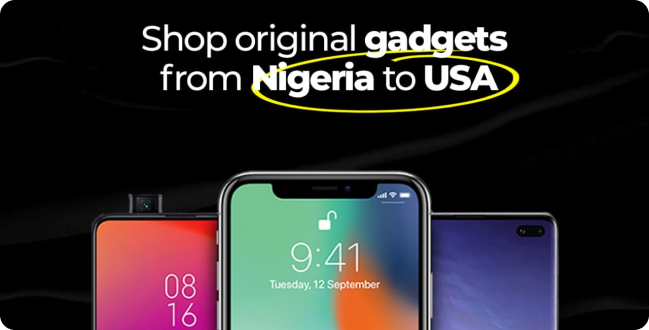 Shop original gadgets
from Nigeria to USA
9:41
Tuesday, 12 September
08
16